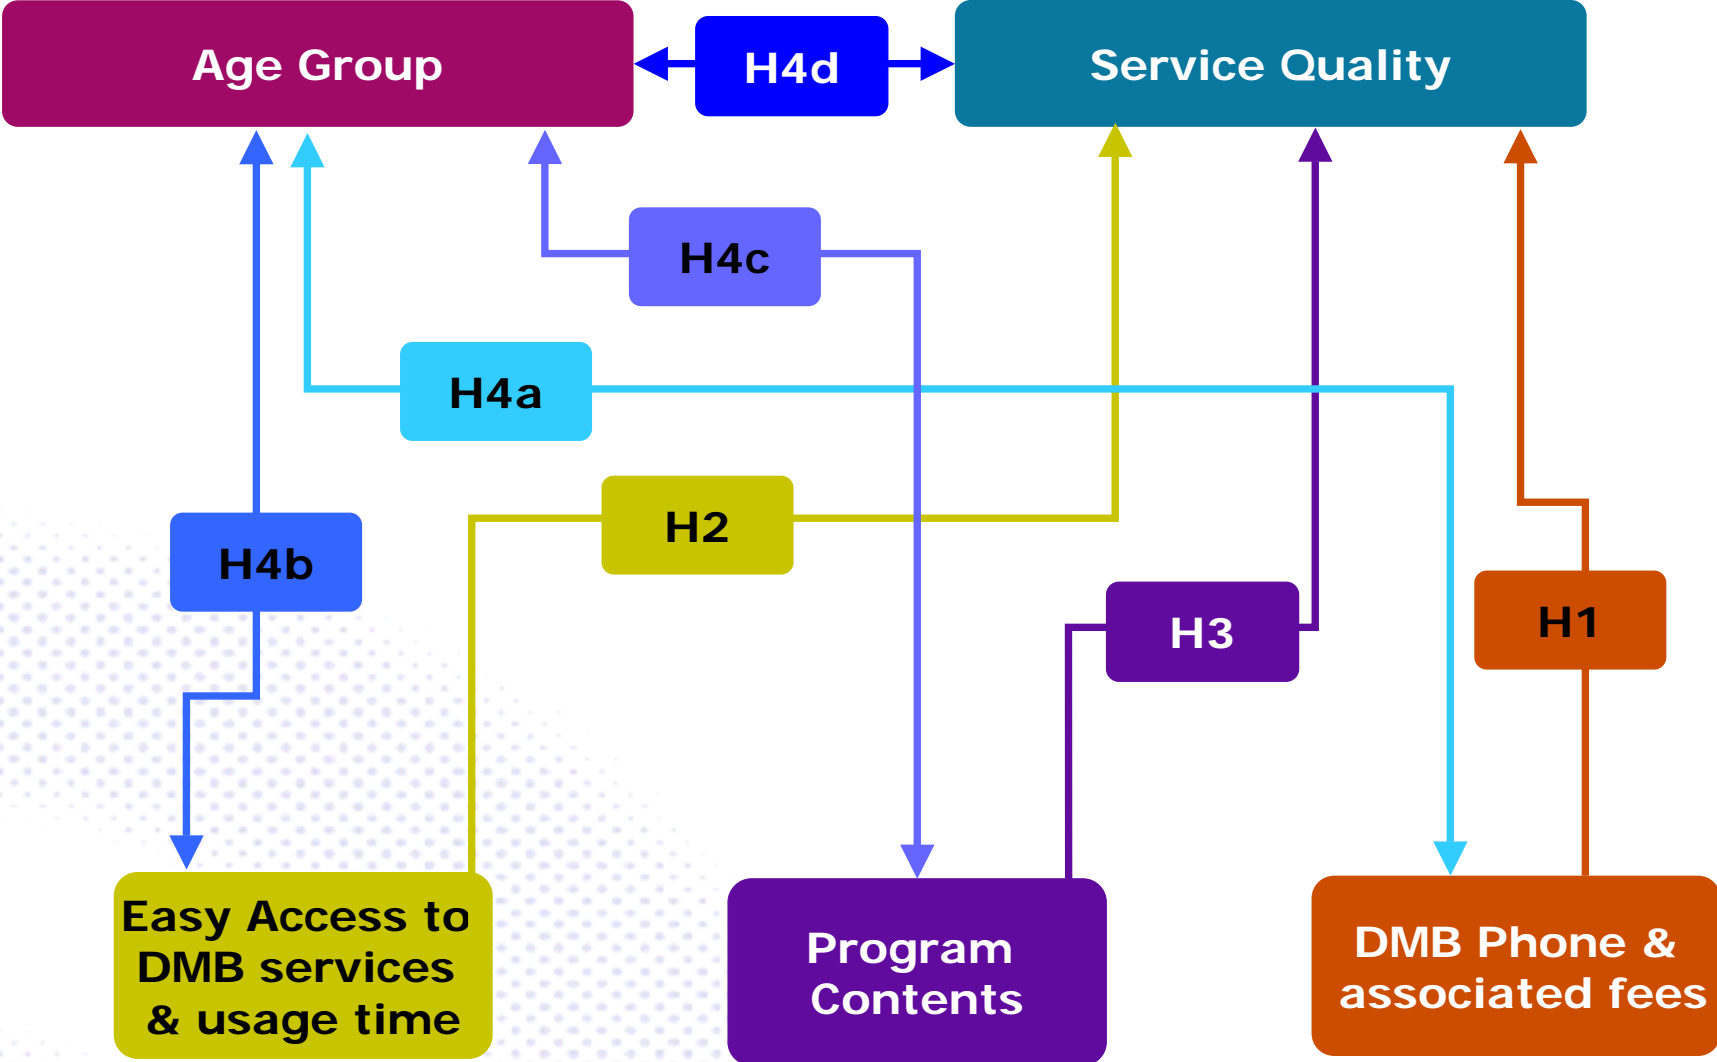 Age Group
H4d
Service Quality
H4c
H4a
H2
H4b
H3
H1
Easy Access to
DMB services
& usage time
Program
Contents
DMB Phone &
associated fees